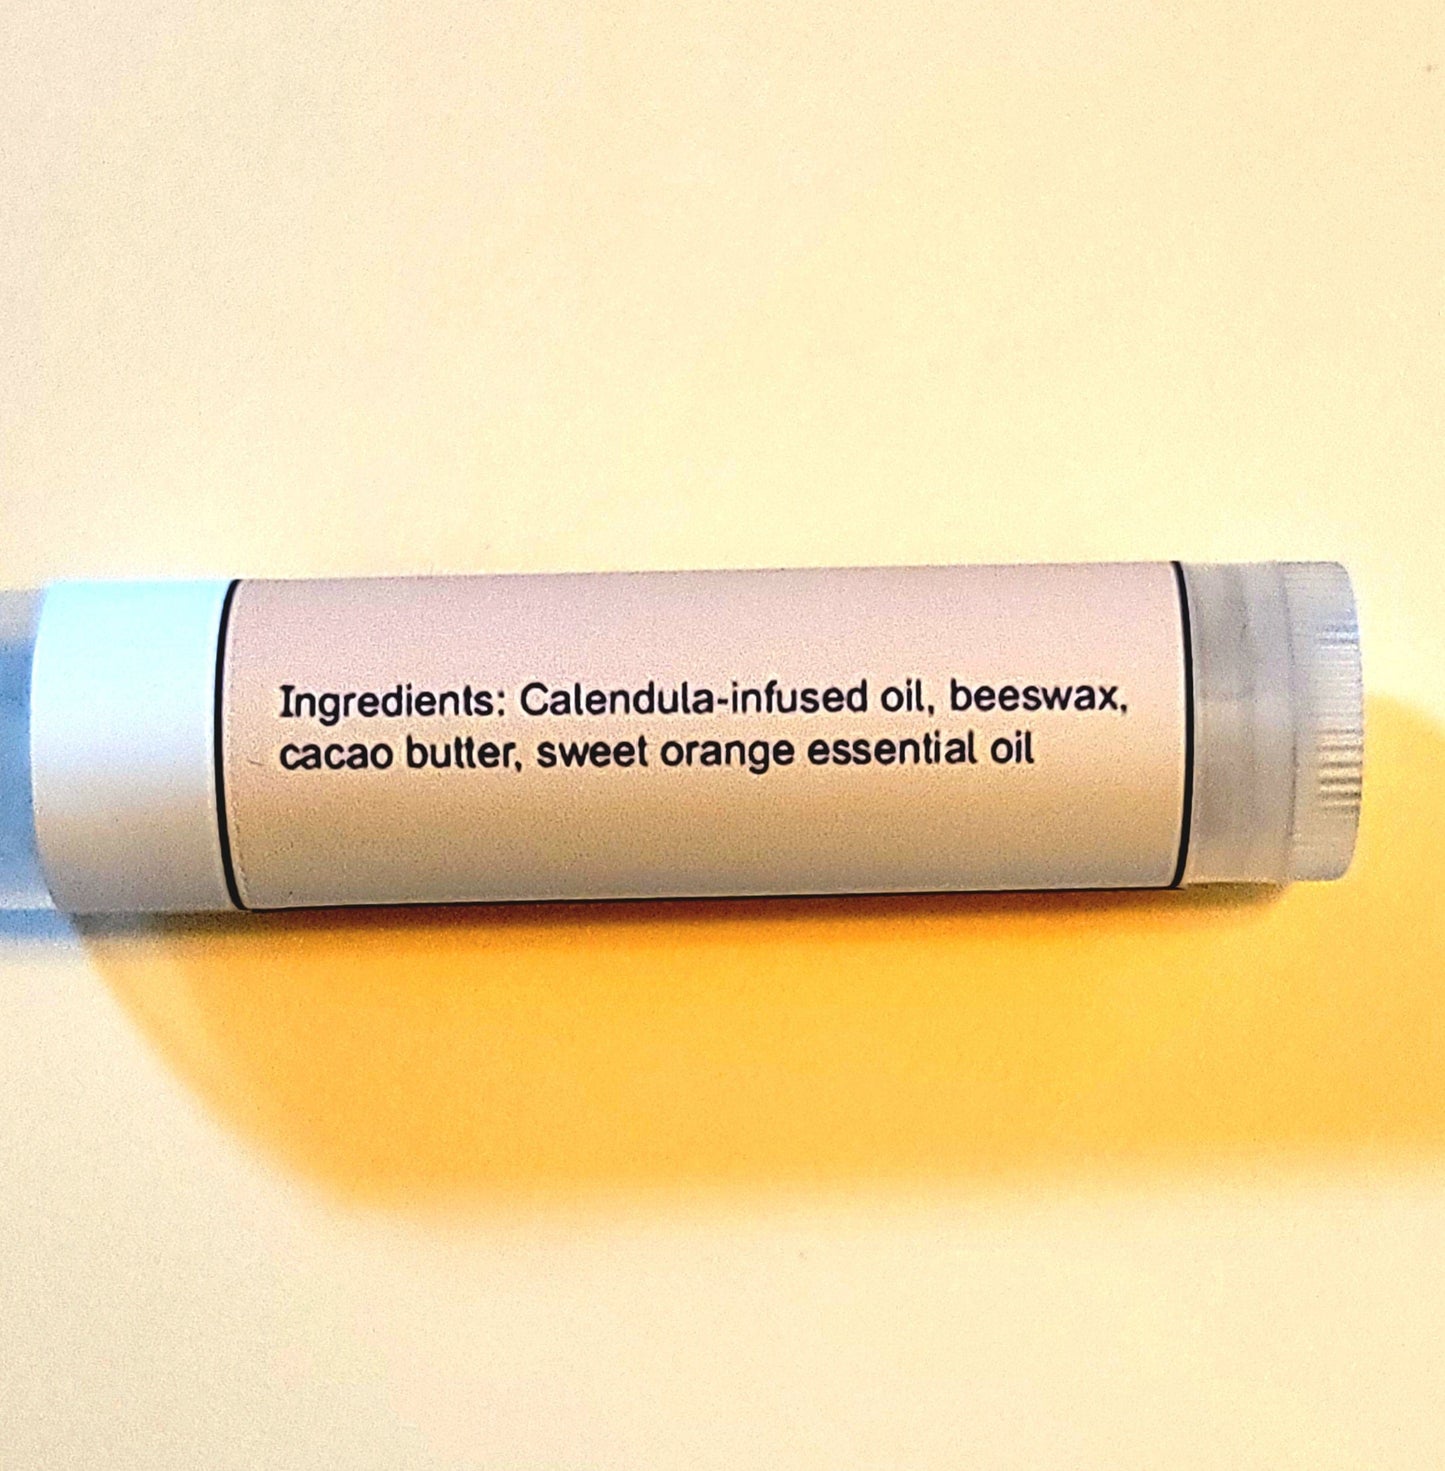 Ingredients: Calendula-infused oil, beeswax,
cacao butter, sweet orange essential oil